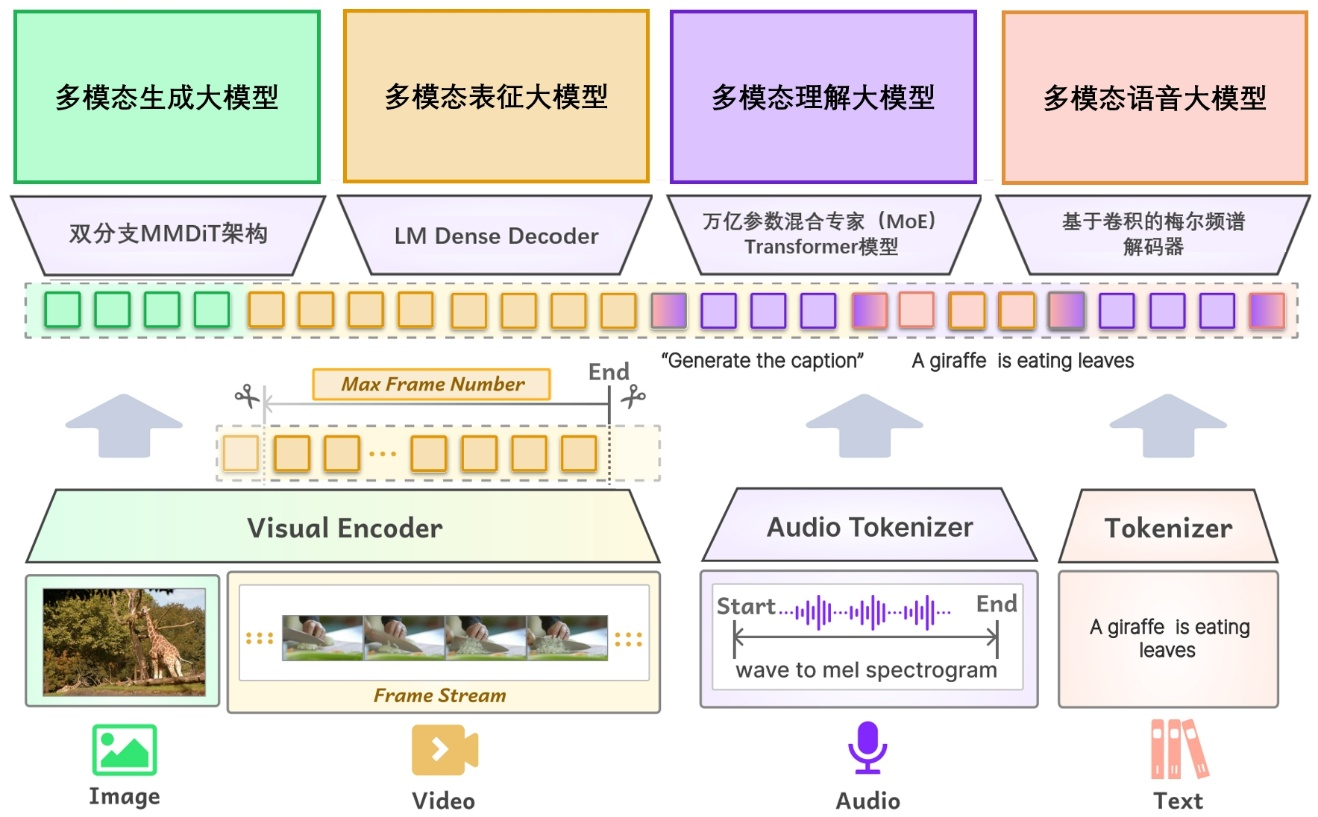 多模态生成大模型
多模态表征大模型
多模态理解大模型
多模态语音大模型
双分支MMDiT架构
LM Dense Decoder
万亿参数混合专家（MoE）
Transformer模型
基于卷积的梅尔频谱
解码器
“Generate the caption”
A giraffe is eating leaves
Max Frame Number
End
Visual Encoder
Audio Tokenizer
Tokenizer
Start
End
wave to mel spectrogram
A giraffe is eating
leaves
Frame Stream
Image
Video
Audio
Text